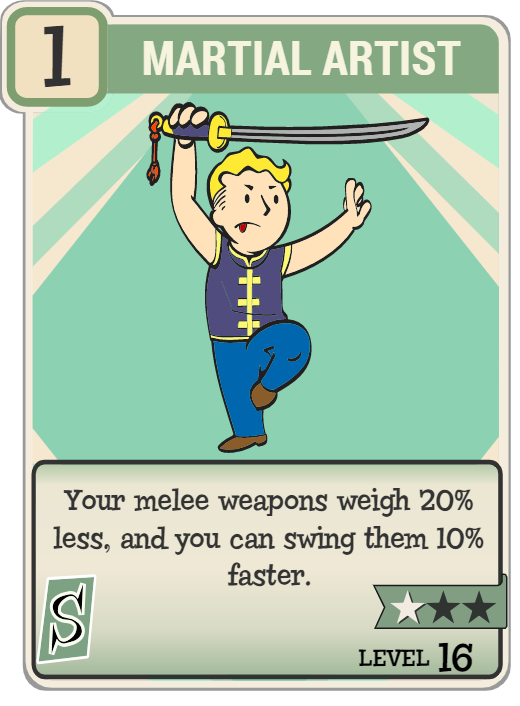 1
MARTIAL ARTIST
Your melee weapons weigh 20%
less, and you can swing them 10%
faster.
S
LEVEL 16